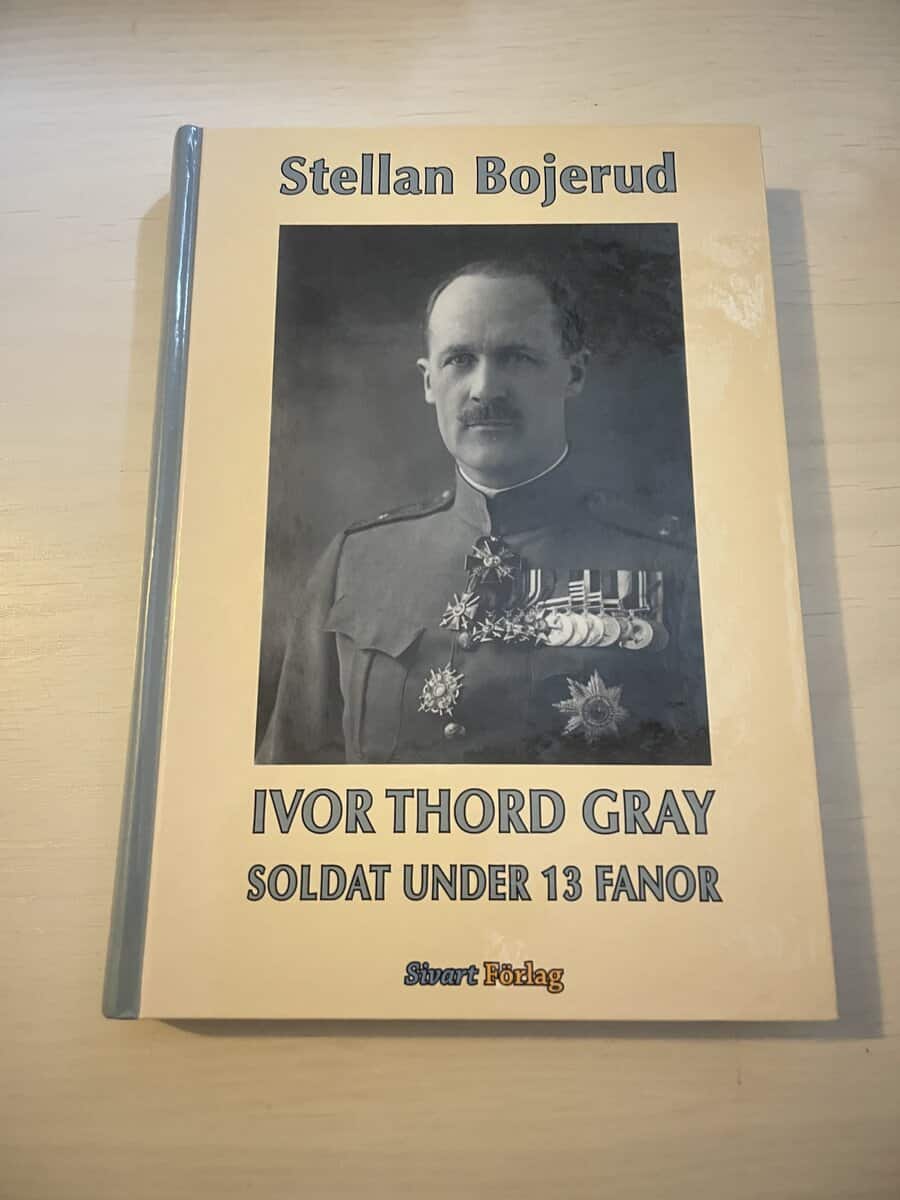 Stellan Bojerud
IVOR THORD GRAY
SOLDAT UNDER 13 FANOR
Sivart Förlag